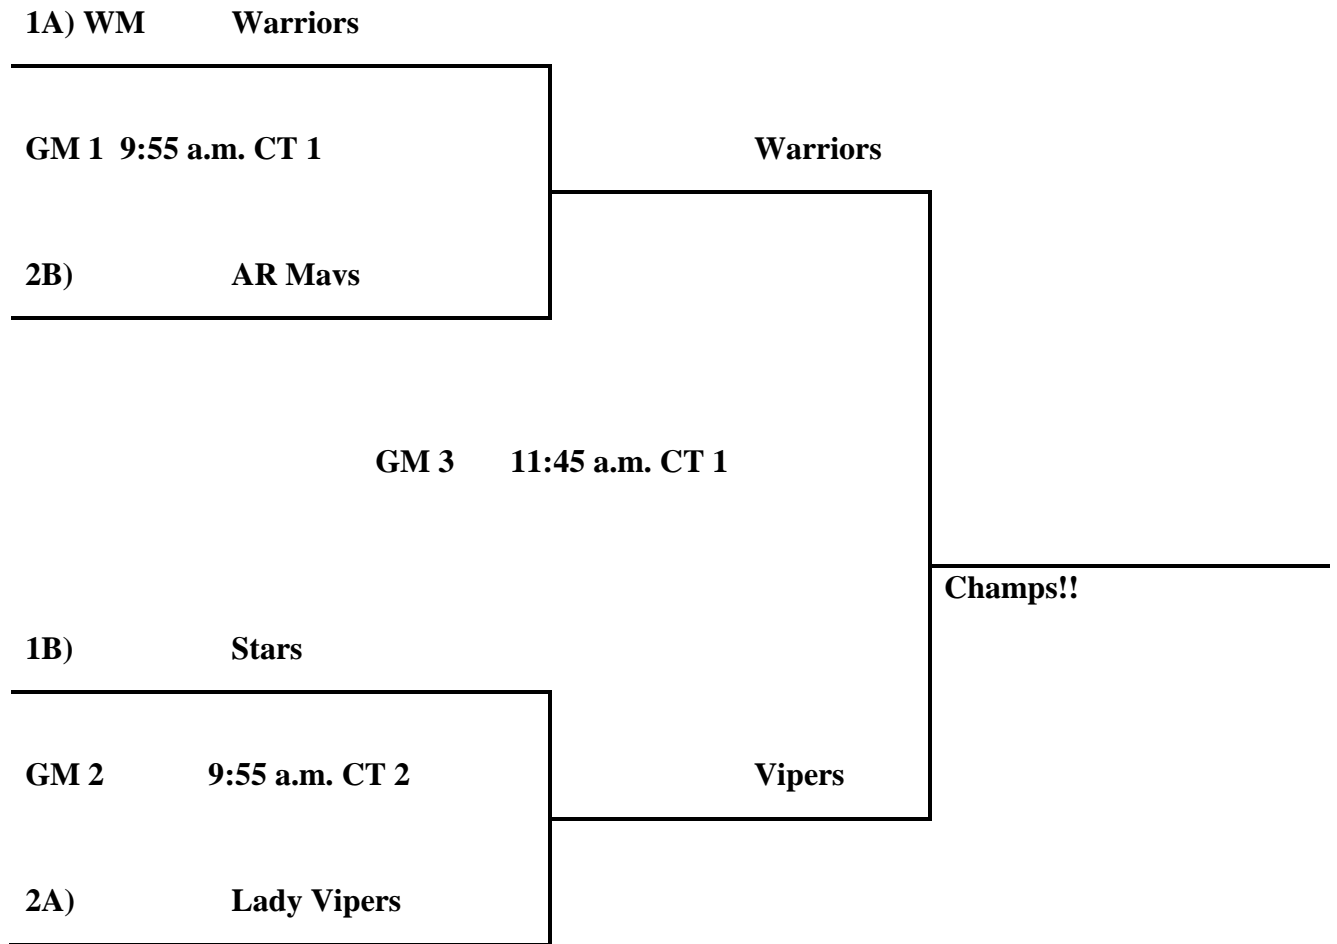 1A) WM Warriors
GM 1 9:55 a.m. CT 1
Warriors
2B) AR Mavs
GM 3 11:45 a.m. CT 1
Champs!!
1B) Stars
GM 2 9:55 a.m. CT 2
Vipers
2A) Lady Vipers